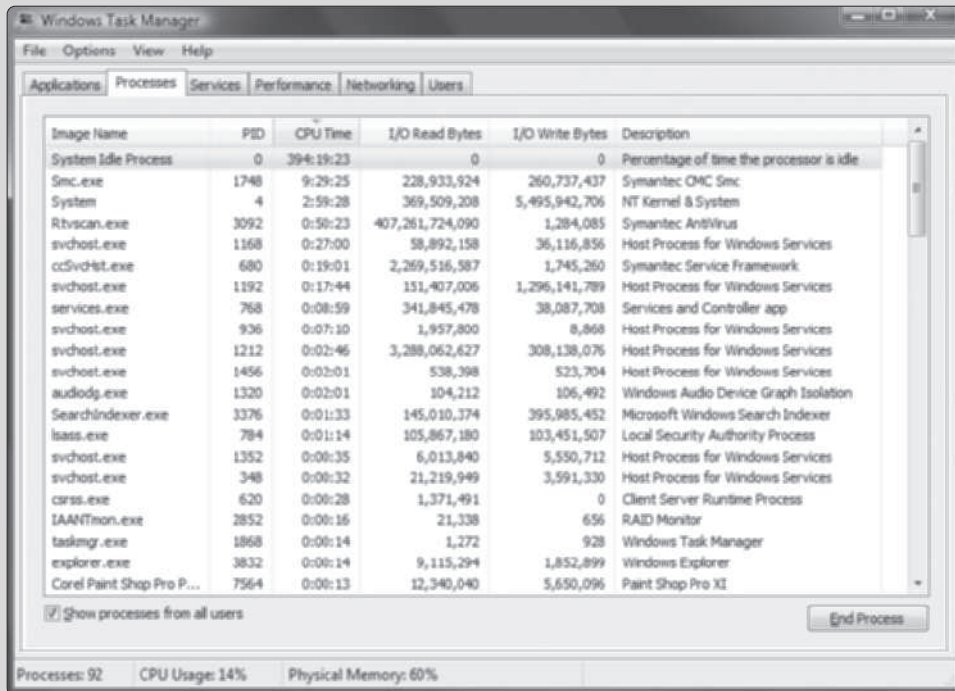 Windows Task Manager
File Options View Help
Applications Processes Services Performance Networking Users
Image Name PID CPU Time I/O Read Bytes I/O Write Bytes Description
System Idle Process 0 394:19:23 0 0 Percentage of time the processor is idle
Smc.exe 1748 9:29:25 228,933,924 260,737,437 Symantec CMC Smc
System 4 2:59:28 369,509,208 5,495,942,706 NT Kernel & System
Rtvscan.exe 3092 0:50:23 407,261,724,090 1,284,085 Symantec AntiVirus
svchost.exe 1168 0:27:00 58,892,158 36,116,856 Host Process for Windows Services
ccSvcHst.exe 680 0:19:01 2,269,516,587 1,745,260 Symantec Service Framework
svchost.exe 1192 0:17:44 151,407,006 1,296,141,789 Host Process for Windows Services
services.exe 768 0:08:59 341,845,478 38,087,708 Services and Controller app
svchost.exe 936 0:07:10 1,957,800 8,868 Host Process for Windows Services
svchost.exe 1212 0:02:46 3,288,062,627 308,138,076 Host Process for Windows Services
svchost.exe 1456 0:02:01 538,398 523,704 Host Process for Windows Services
audiodg.exe 1320 0:02:01 104,212 106,492 Windows Audio Device Graph Isolation
SearchIndexer.exe 3376 0:01:33 145,010,374 395,985,452 Microsoft Windows Search Indexer
lsass.exe 784 0:01:14 105,867,180 103,451,507 Local Security Authority Process
svchost.exe 1352 0:00:35 6,013,840 5,550,712 Host Process for Windows Services
svchost.exe 348 0:00:32 21,219,949 3,591,330 Host Process for Windows Services
csrss.exe 620 0:00:28 1,371,491 0 Client Server Runtime Process
IAANTmon.exe 2852 0:00:16 21,338 656 RAID Monitor
taskmgr.exe 1868 0:00:14 1,272 928 Windows Task Manager
explorer.exe 3832 0:00:14 9,115,294 1,852,899 Windows Explorer
Corel Paint Shop Pro P... 7564 0:00:13 12,340,040 5,650,096 Paint Shop Pro XI
Show processes from all users
End Process
Processes: 92 CPU Usage: 14% Physical Memory: 60%